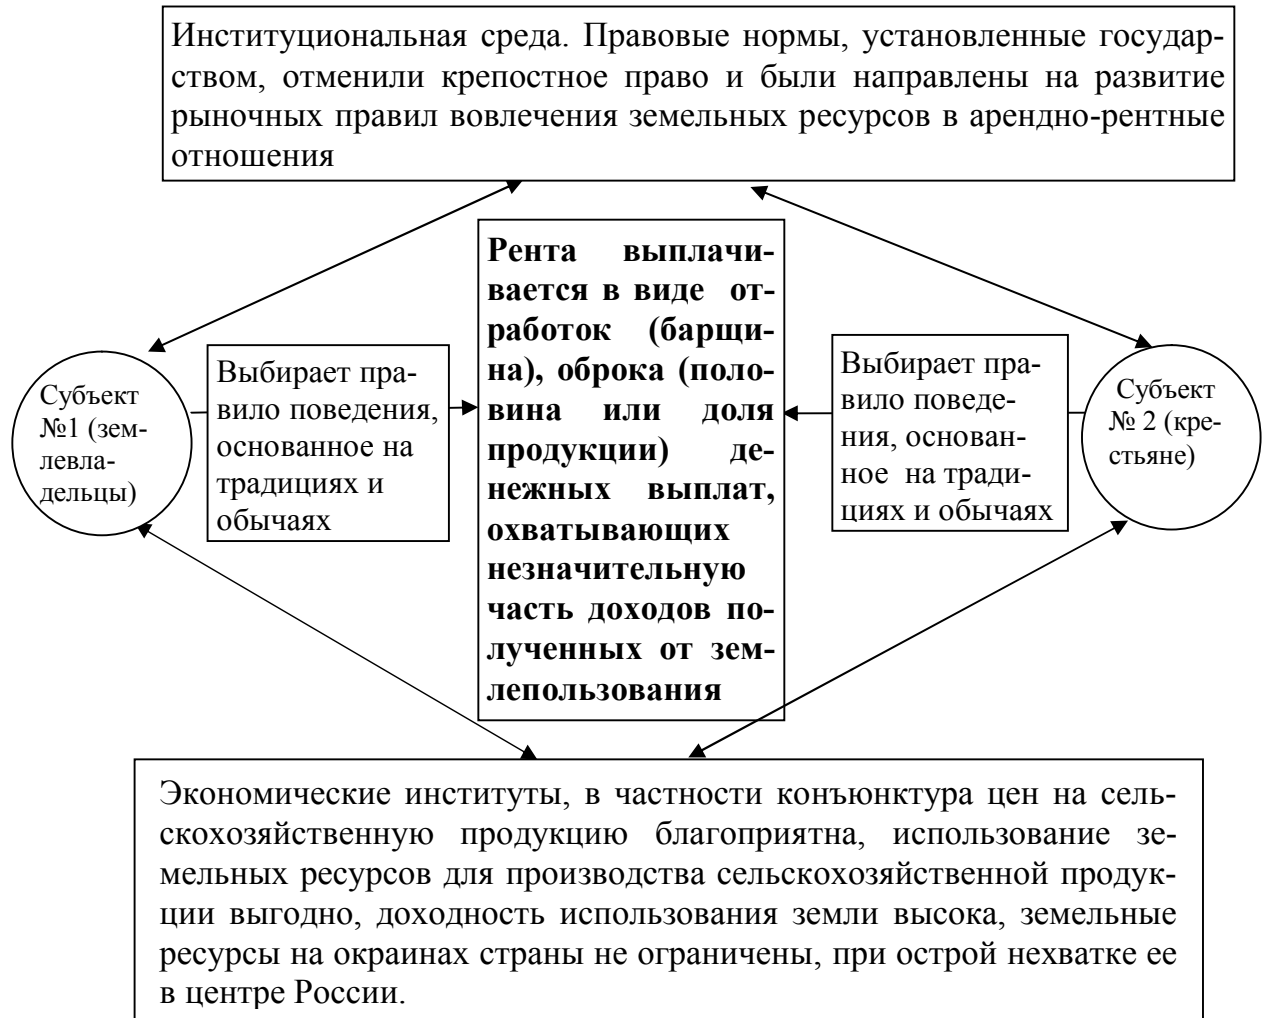 Институциональная среда. Правовые нормы, установленные государ-
ством, отменили крепостное право и были направлены на развитие
рыночных правил вовлечения земельных ресурсов в арендно-рентные
отношения
Субъект
№1 (зем-
левла-
дельцы)
Выбирает пра-
вило поведения,
основанное на
традициях и
обычаях
Рента выплачи-
вается в виде от-
работок (барщи-
на), оброка (поло-
вина или доля
продукции) де-
нежных выплат,
охватывающих
незначительную
часть доходов по-
лученных от зем-
лепользования
Выбирает пра-
вило поведе-
ния, основан-
ное на тради-
циях и обычаях
Субъект
№ 2 (кре-
стьяне)
Экономические институты, в частности конъюнктура цен на сель-
скохозяйственную продукцию благоприятна, использование зе-
мельных ресурсов для производства сельскохозяйственной продук-
ции выгодно, доходность использования земли высока, земельные
ресурсы на окраинах страны не ограничены, при острой нехватке ее
в центре России.